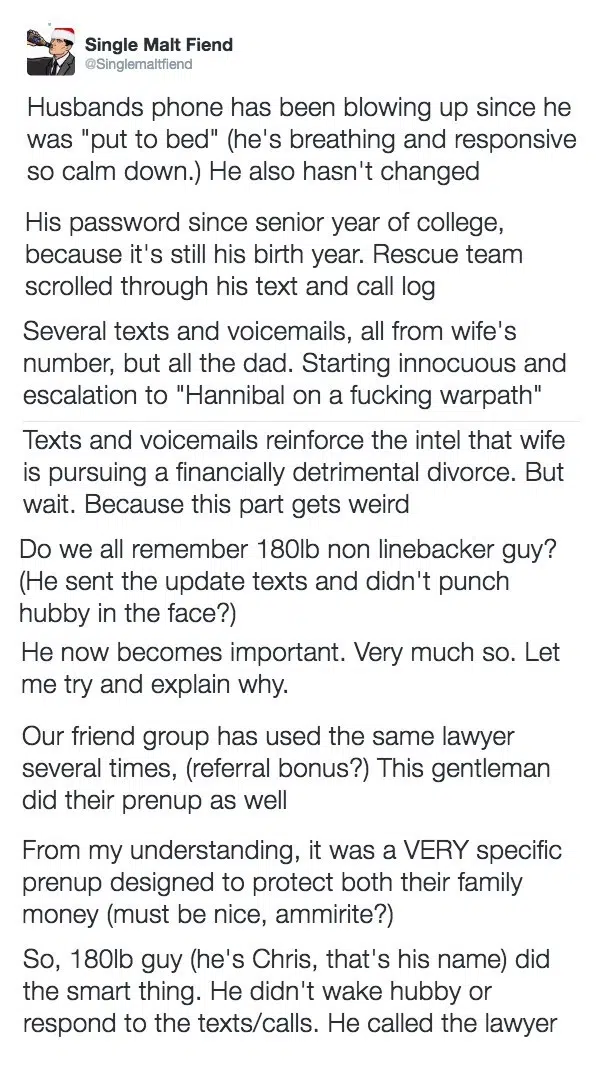 Single Malt Fiend
@Singlemaltfiend
Husbands phone has been blowing up since he
was "put to bed" (he's breathing and responsive
so calm down.) He also hasn't changed
His password since senior year of college,
because it's still his birth year. Rescue team
scrolled through his text and call log
Several texts and voicemails, all from wife's
number, but all the dad. Starting innocuous and
escalation to "Hannibal on a fucking warpath"
Texts and voicemails reinforce the intel that wife
is pursuing a financially detrimental divorce. But
wait. Because this part gets weird
Do we all remember 180lb non linebacker guy?
(He sent the update texts and didn't punch
hubby in the face?)
He now becomes important. Very much so. Let
me try and explain why.
Our friend group has used the same lawyer
several times, (referral bonus?) This gentleman
did their prenup as well
From my understanding, it was a VERY specific
prenup designed to protect both their family
money (must be nice, ammirite?)
So, 180lb guy (he's Chris, that's his name) did
the smart thing. He didn't wake hubby or
respond to the texts/calls. He called the lawyer